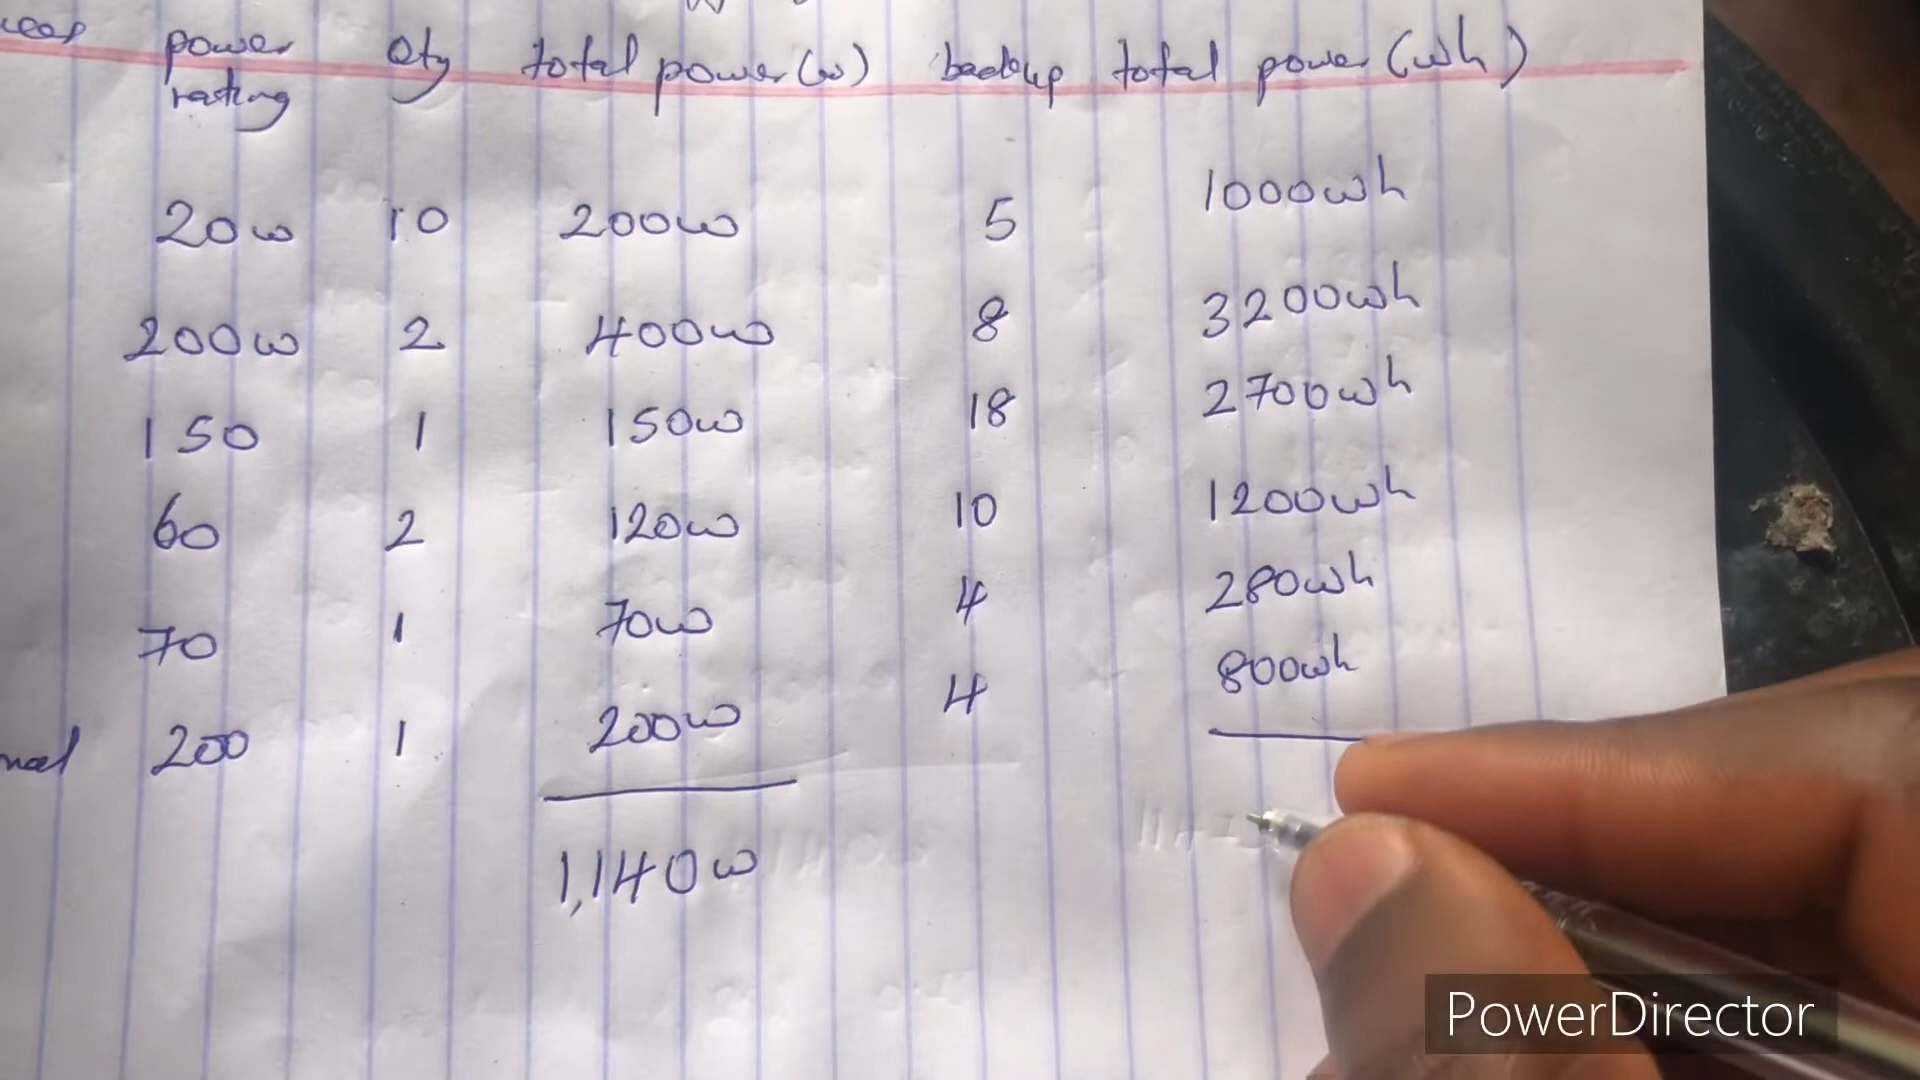 power rating Qty total power (w) backup total power (wh)
20w 10 200w 5 1000wh
200w 2 400w 8 3200wh
150 1 150w 18 2700wh
60 2 120w 10 1200wh
70 1 70w 4 280wh
200 1 200w 4 800wh
1,140w
PowerDirector